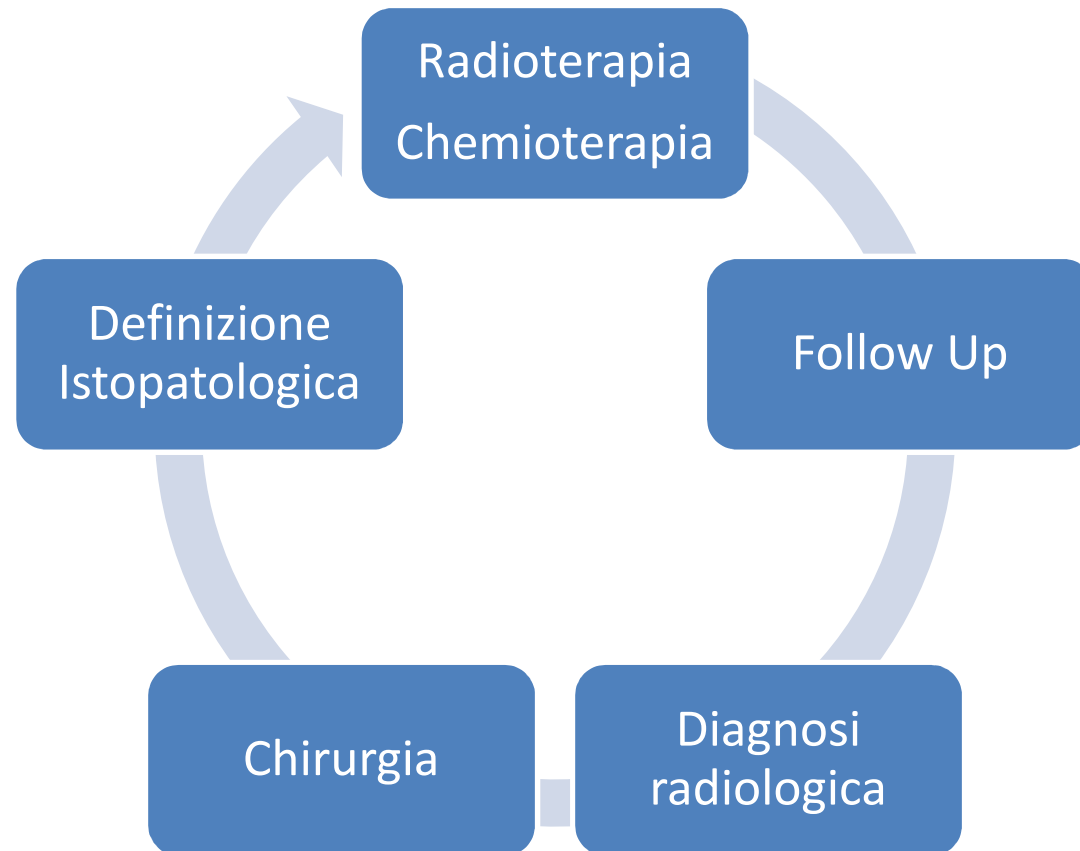 Radioterapia
Chemioterapia
Definizione
Istopatologica
Follow Up
Chirurgia
Diagnosi
radiologica